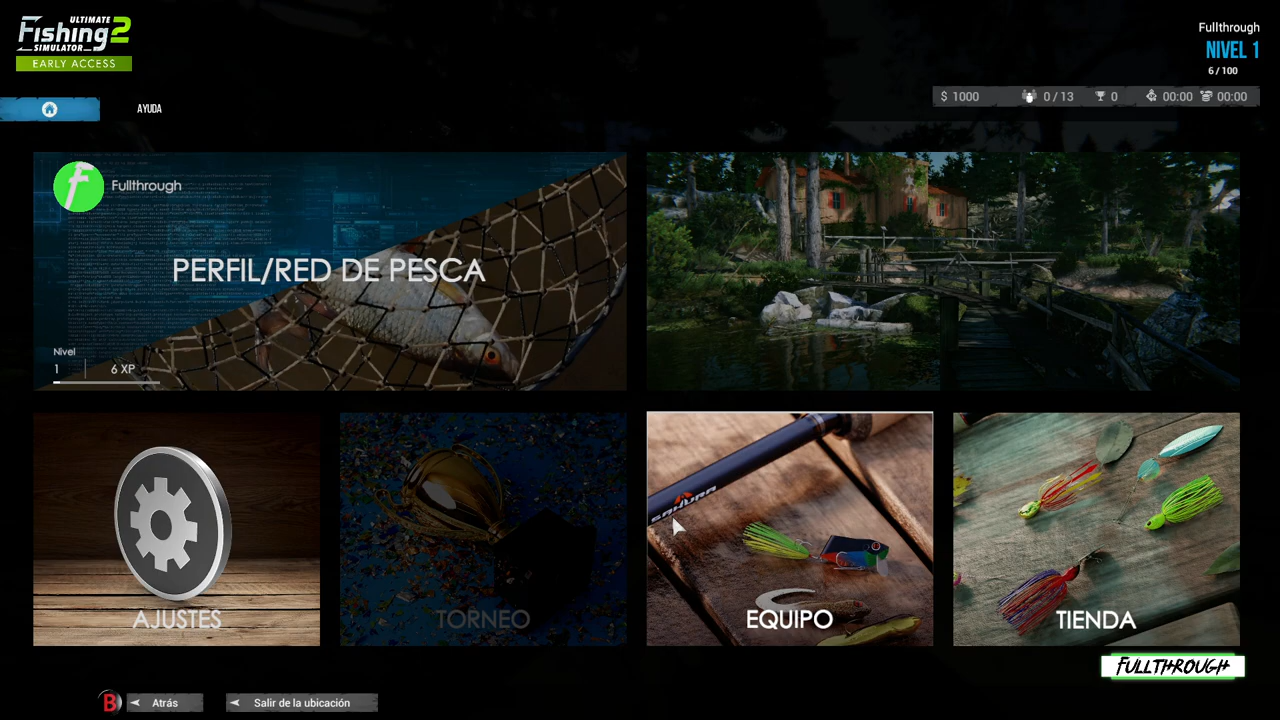 ULTIMATE
Fishing 2
SIMULATOR
EARLY ACCESS
Fullthrough
NIVEL 1
6 / 100
AYUDA
$ 1000
0 / 13
0
00:00
00:00
Fullthrough
PERFIL/RED DE PESCA
Nivel
1
6 XP
SAKURA
AJUSTES
TORNEO
EQUIPO
TIENDA
FULLTHROUGH
B
Atrás
Salir de la ubicación